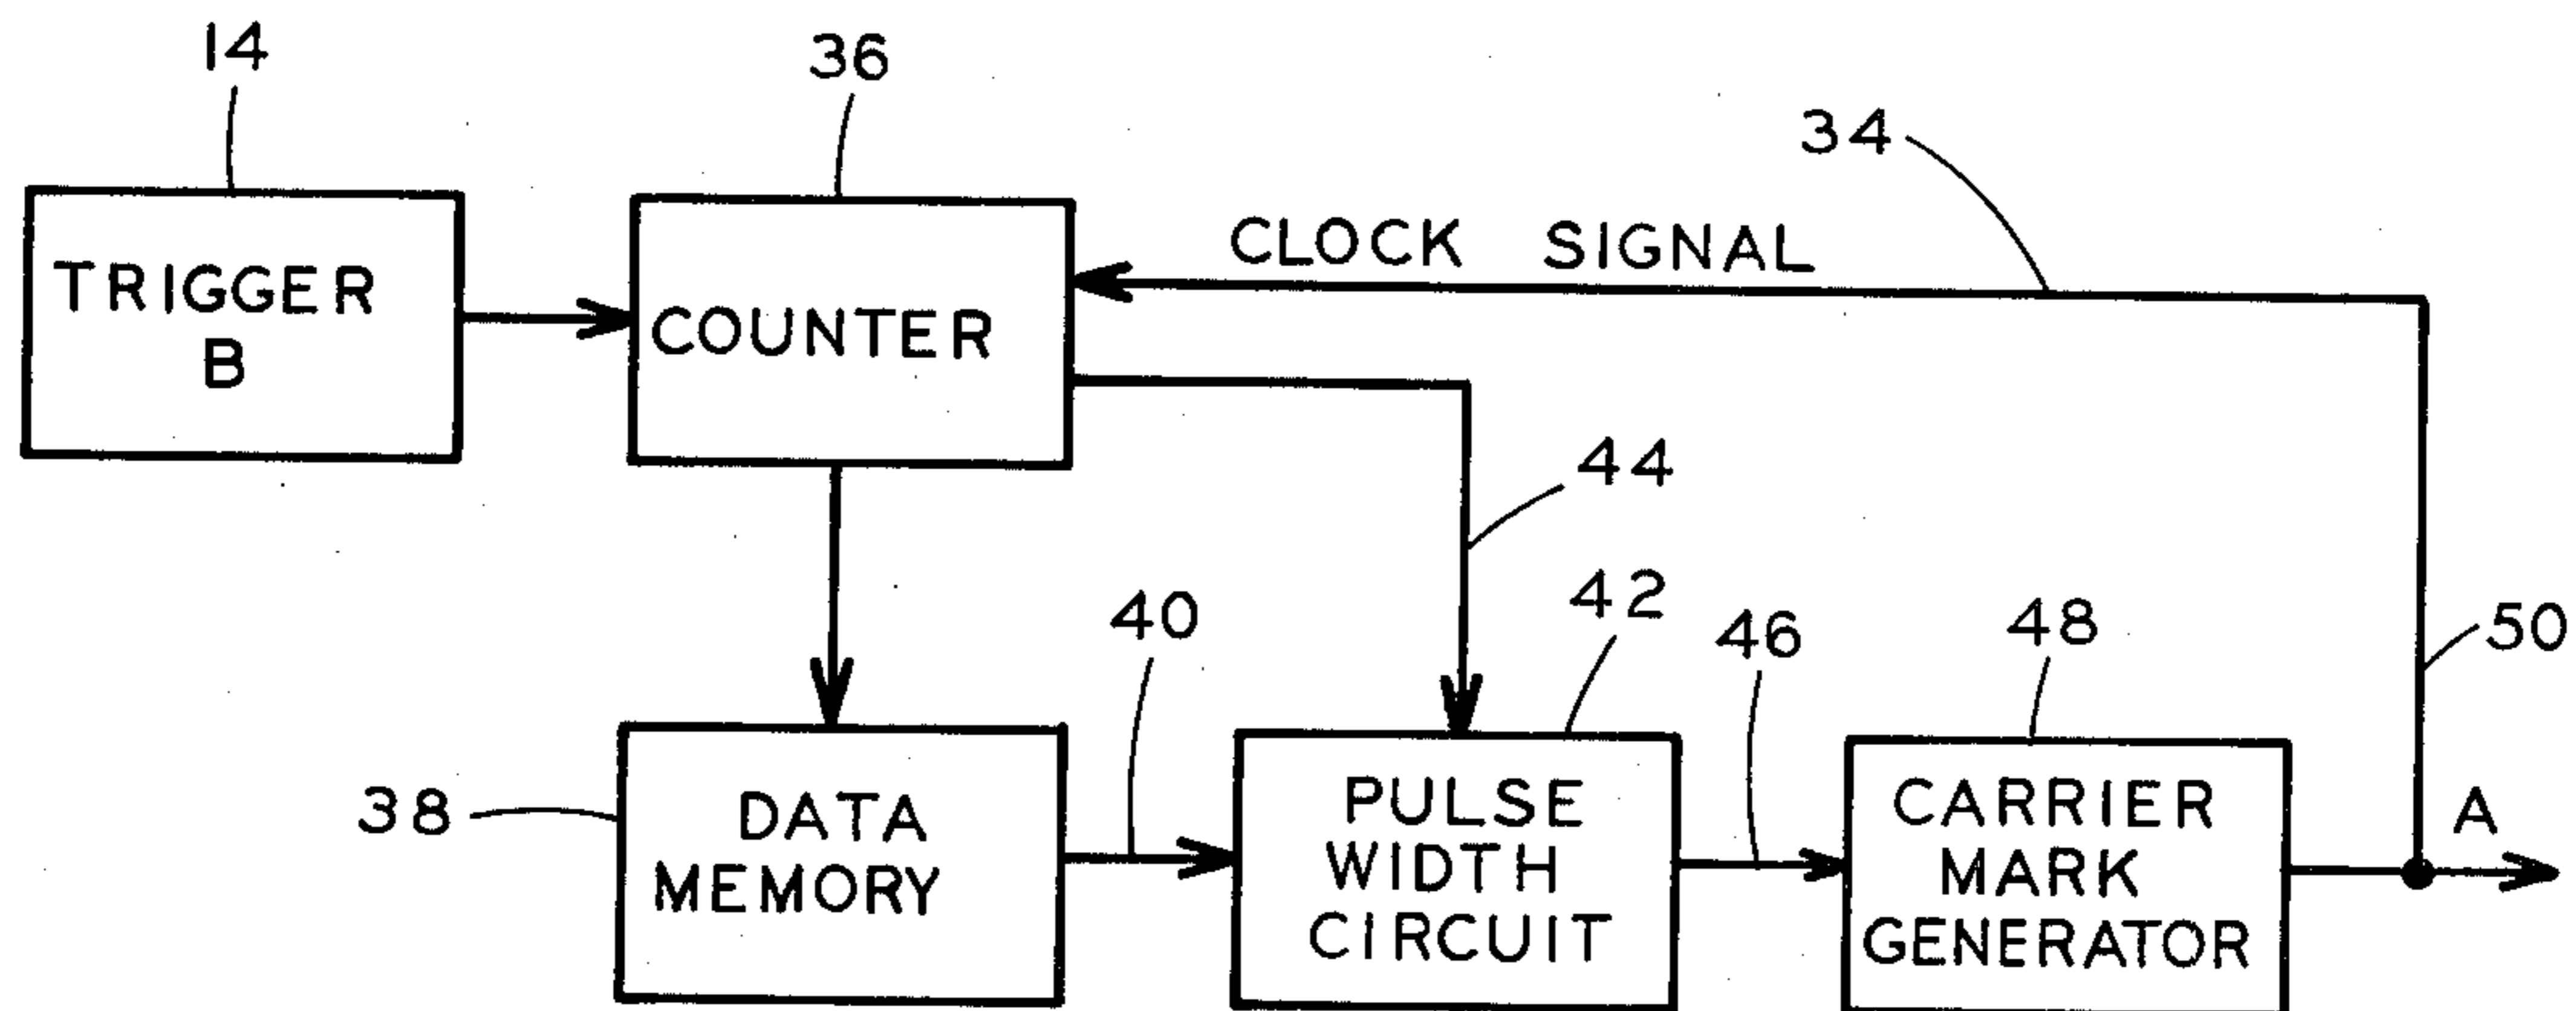 14
36
34
CLOCK SIGNAL
TRIGGER
B
COUNTER
44
40
42
46
48
50
38
DATA
MEMORY
PULSE
WIDTH
CIRCUIT
CARRIER
MARK
GENERATOR
A